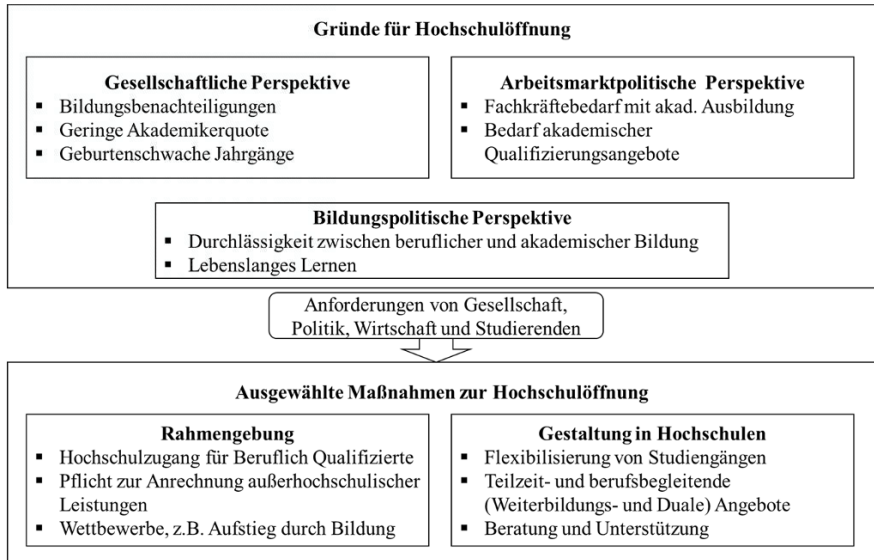 Gründe für Hochschulöffnung
Gesellschaftliche Perspektive
▪ Bildungsbenachteiligungen
▪ Geringe Akademikerquote
▪ Geburtenschwache Jahrgänge
Arbeitsmarktpolitische Perspektive
▪ Fachkräftebedarf mit akad. Ausbildung
▪ Bedarf akademischer
Qualifizierungsangebote
Bildungspolitische Perspektive
▪ Durchlässigkeit zwischen beruflicher und akademischer Bildung
▪ Lebenslanges Lernen
Anforderungen von Gesellschaft,
Politik, Wirtschaft und Studierenden
Ausgewählte Maßnahmen zur Hochschulöffnung
Rahmengebung
▪ Hochschulzugang für Beruflich Qualifizierte
▪ Pflicht zur Anrechnung außerhochschulischer
Leistungen
▪ Wettbewerbe, z.B. Aufstieg durch Bildung
Gestaltung in Hochschulen
▪ Flexibilisierung von Studiengängen
▪ Teilzeit- und berufsbegleitende
(Weiterbildungs- und Duale) Angebote
▪ Beratung und Unterstützung